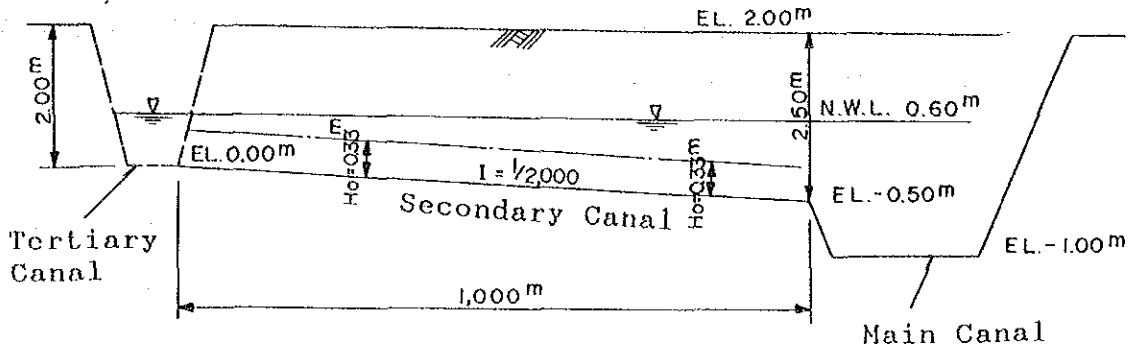 EL. 2.00m
2.00m
2.50m
N.W.L. 0.60m
EL. 0.00m
Ho=0.33m
I = 1/2,000
Ho=0.33m
EL.-0.50m
Secondary Canal
Tertiary
Canal
EL.-1.00m
1,000m
Main Canal